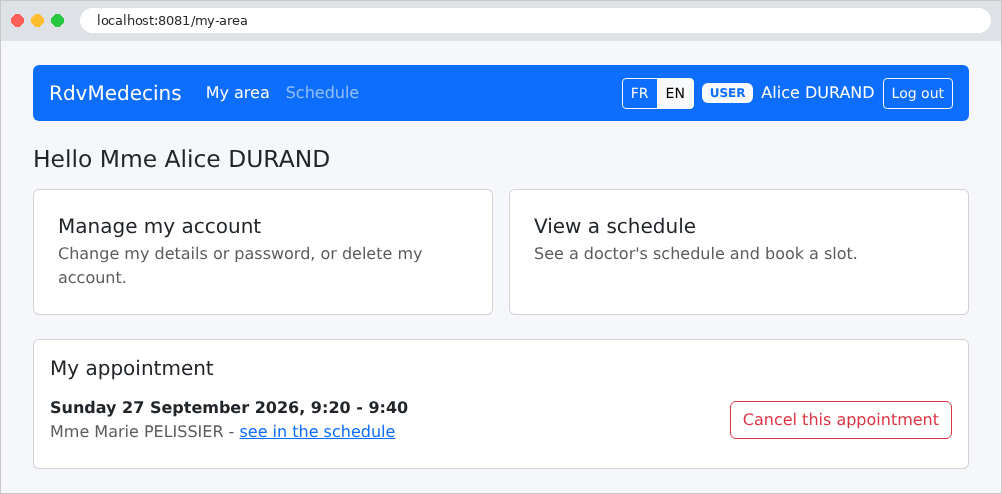 localhost:8081/my-area
RdvMedecins My area Schedule FR EN USER Alice DURAND Log out
Hello Mme Alice DURAND
Manage my account
Change my details or password, or delete my
account.
View a schedule
See a doctor's schedule and book a slot.
My appointment
Sunday 27 September 2026, 9:20 - 9:40
Mme Marie PELISSIER - see in the schedule
Cancel this appointment